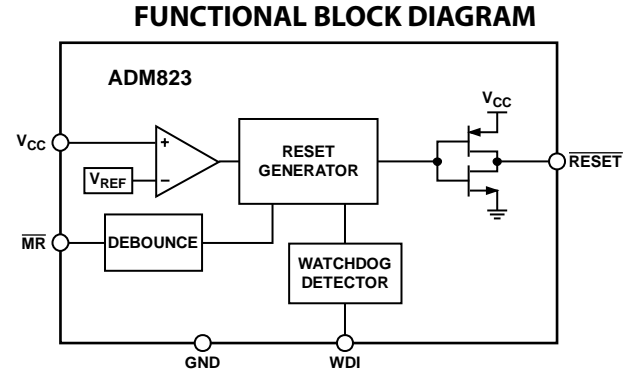 FUNCTIONAL BLOCK DIAGRAM
ADM823
VCC
VCC
+
RESET
GENERATOR
RESET
VREF
−
MR
DEBOUNCE
WATCHDOG
DETECTOR
GND
WDI